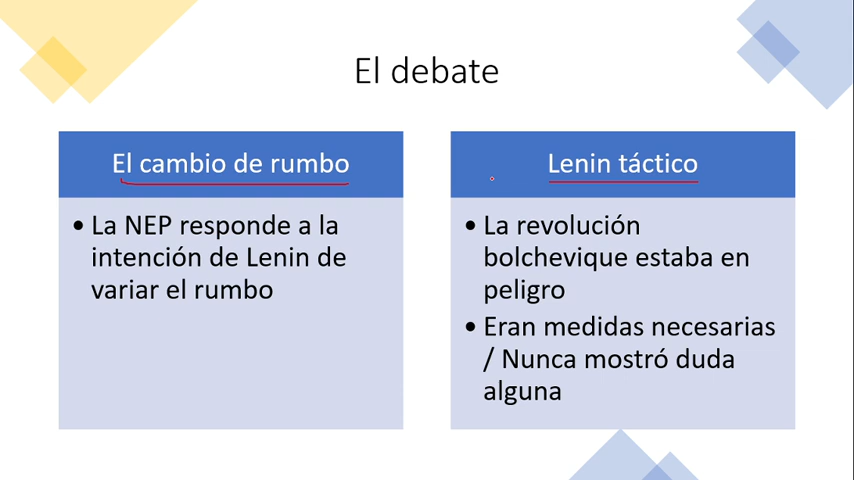 El debate
El cambio de rumbo
• La NEP responde a la
intención de Lenin de
variar el rumbo
Lenin táctico
• La revolución
bolchevique estaba en
peligro
• Eran medidas necesarias
/ Nunca mostró duda
alguna